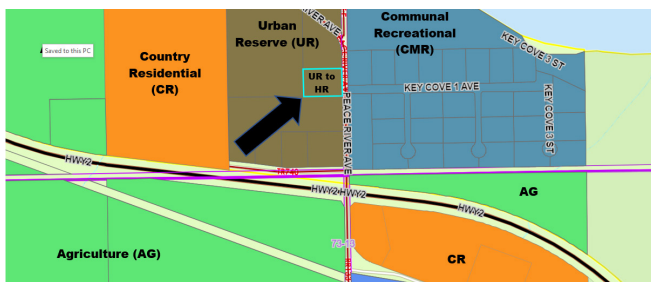 Saved to this PC
Country
Residential
(CR)
Urban
Reserve (UR)
UR to
HR
PEACE RIVER AVE
Communal
Recreational
(CMR)
KEY COVE 3 ST
KEY COVE 1 AVE
KEY COVE 3 ST
HWY2
TR740
HWY2 HWY2
HWY2
AG
Agriculture (AG)
CR